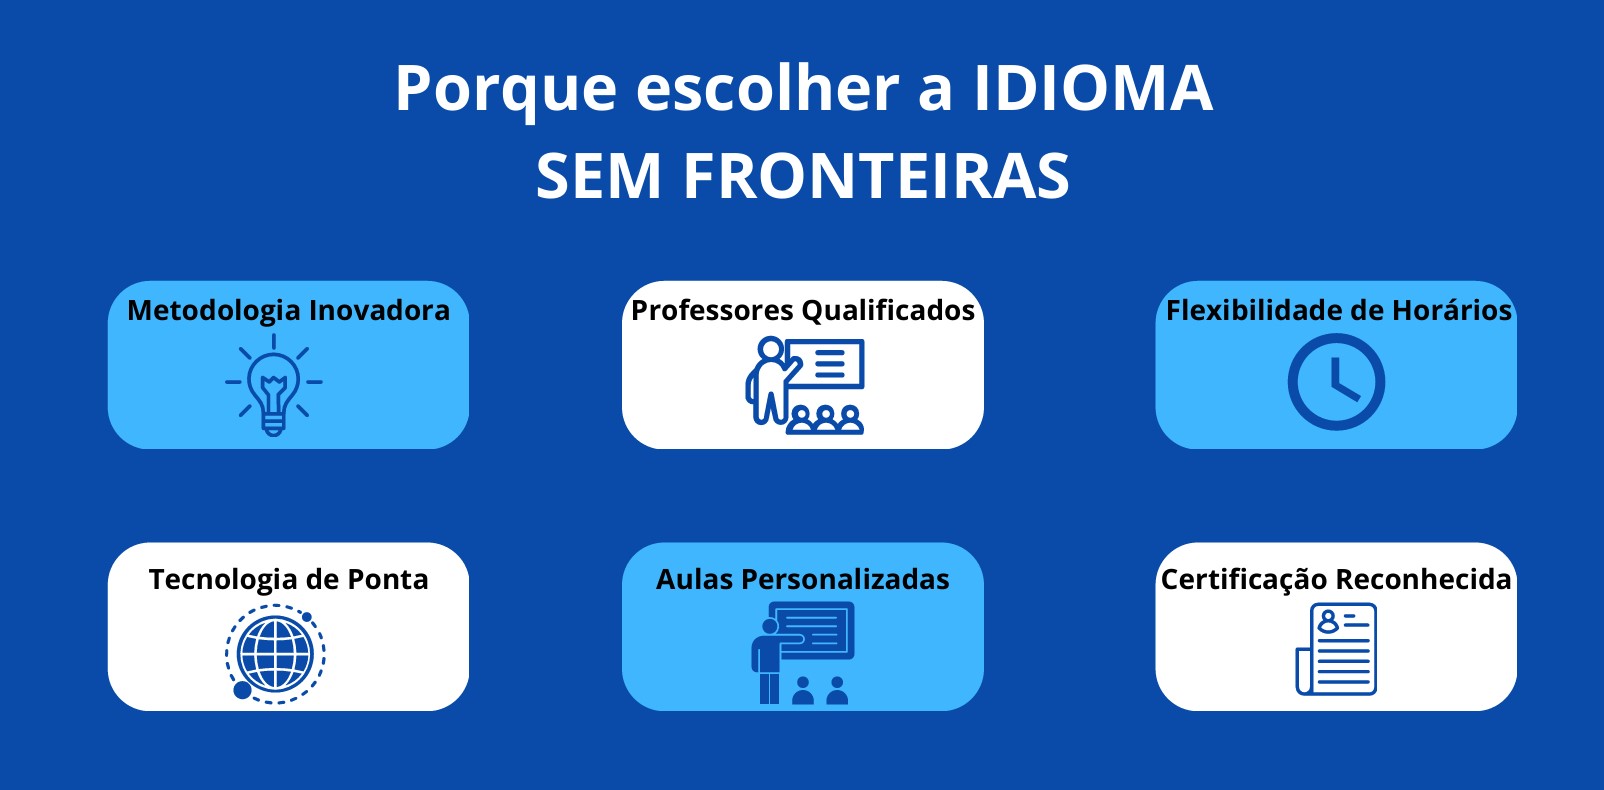 Porque escolher a IDIOMA
SEM FRONTEIRAS
Metodologia Inovadora
Professores Qualificados
Flexibilidade de Horários
Tecnologia de Ponta
Aulas Personalizadas
Certificação Reconhecida